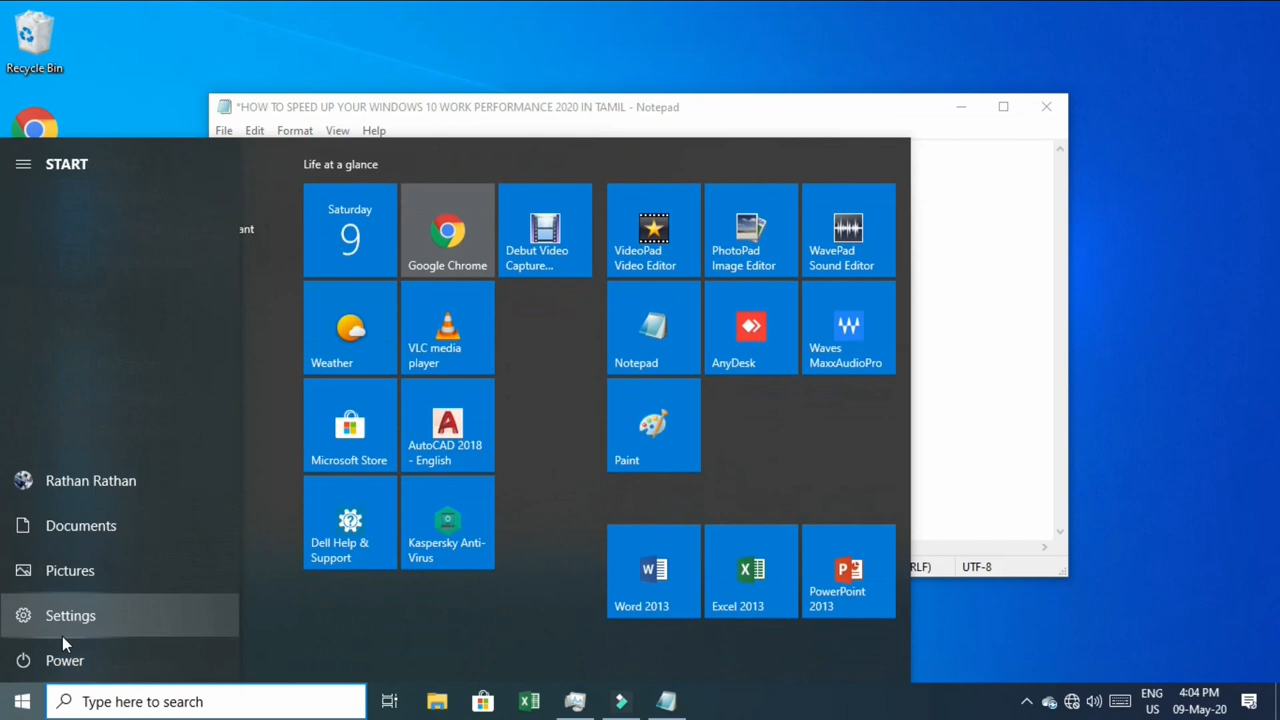 Recycle Bin
*HOW TO SPEED UP YOUR WINDOWS 10 WORK PERFORMANCE 2020 IN TAMIL - Notepad
File Edit Format View Help
START
Life at a glance
ant
Saturday
9
Google Chrome
Debut Video
Capture...
VideoPad
Video Editor
PhotoPad
Image Editor
WavePad
Sound Editor
Weather
VLC media
player
Notepad
AnyDesk
Waves
MaxxAudioPro
Microsoft Store
AutoCAD 2018
- English
Paint
Dell Help &
Support
Kaspersky Anti-
Virus
Word 2013
Excel 2013
PowerPoint
2013
Rathan Rathan
Documents
Pictures
Settings
Power
RLF) UTF-8
Type here to search
ENG
US
4:04 PM
09-May-20